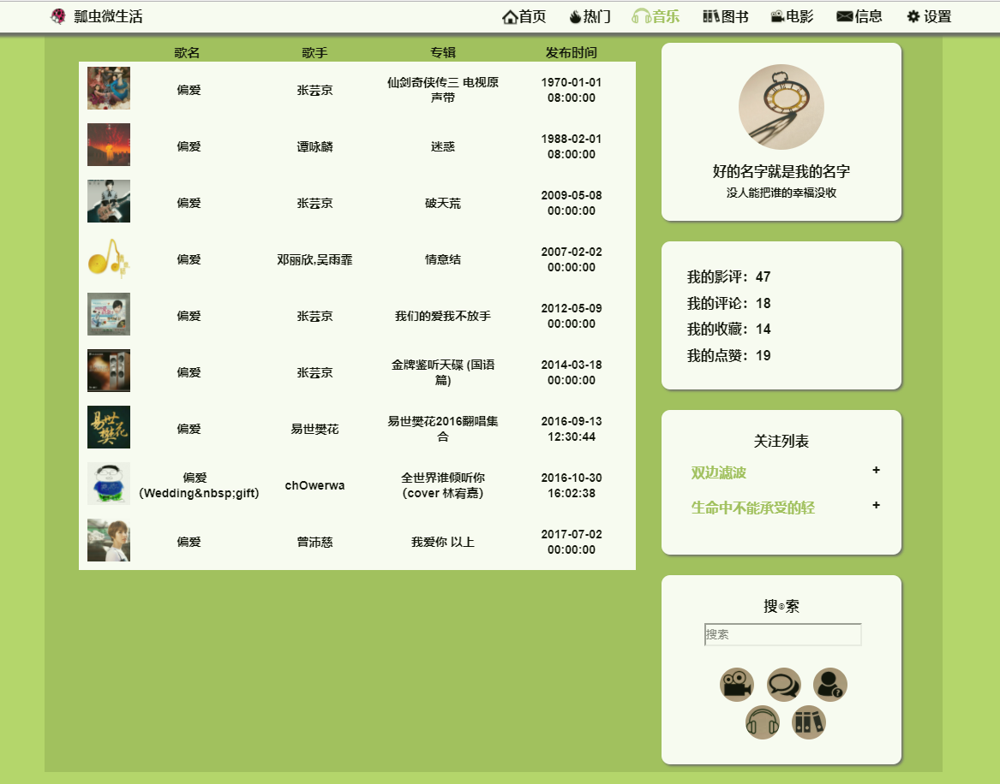 瓢虫微生活 首页 热门 音乐 图书 电影 信息 设置
歌名 歌手 专辑 发布时间
偏爱 张芸京 仙剑奇侠传三 电视原 1970-01-01
声带 08:00:00
偏爱 谭咏麟 迷惑 1988-02-01
08:00:00
偏爱 张芸京 破天荒 2009-05-08
00:00:00
偏爱 邓丽欣,吴雨霏 情意结 2007-02-02
00:00:00
偏爱 张芸京 我们的爱我不放手 2012-05-09
00:00:00
偏爱 张芸京 金牌鉴听天碟 (国语 2014-03-18
篇) 00:00:00
易世樊花
偏爱 易世樊花 易世樊花2016翻唱集 2016-09-13
合 12:30:44
偏爱 chOwerwa 全世界谁倾听你 2016-10-30
（Wedding&nbsp;gift） （cover 林宥嘉） 16:02:38
偏爱 曾沛慈 我爱你 以上 2017-07-02
00:00:00
好的名字就是我的名字
没人能把谁的幸福没收
我的影评：47
我的评论：18
我的收藏：14
我的点赞：19
关注列表
双边滤波 +
生命中不能承受的轻 +
搜☺索
搜索